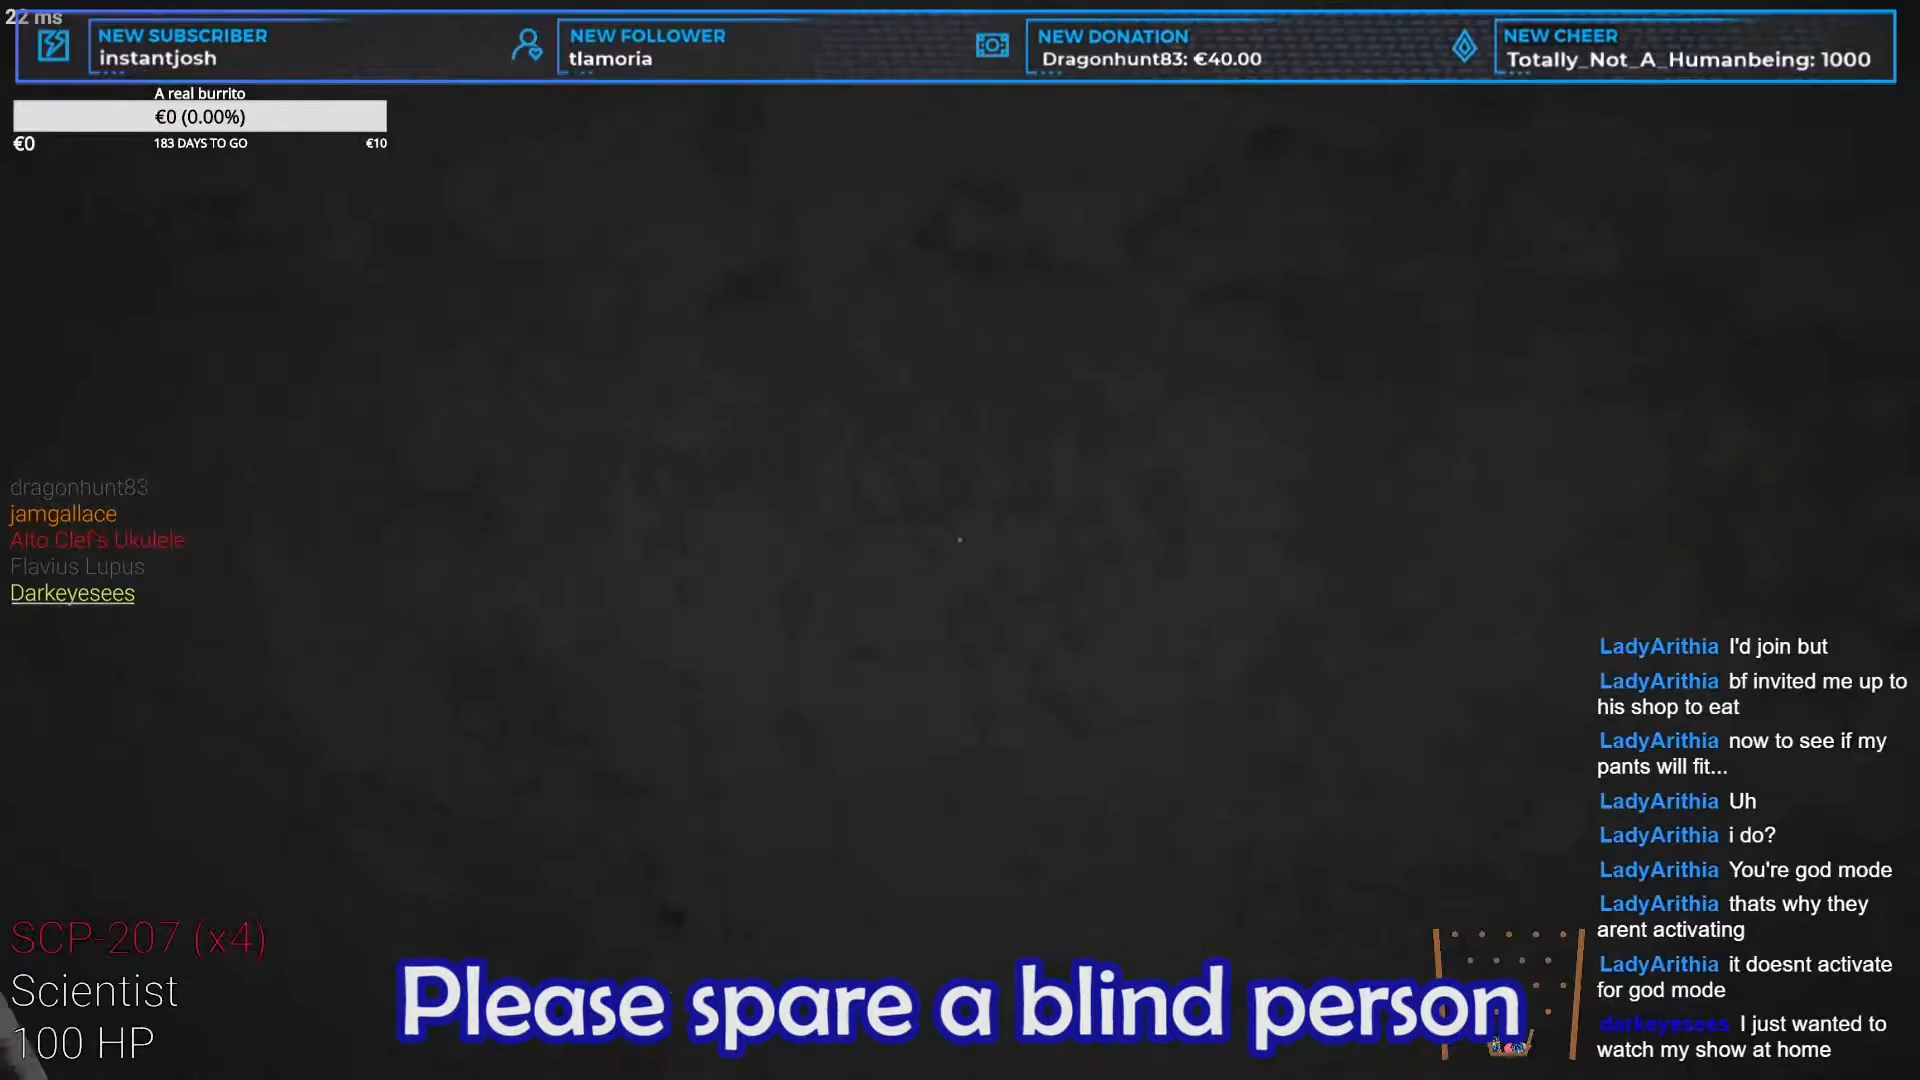 22 ms
NEW SUBSCRIBER
instantjosh
NEW FOLLOWER
tlamoria
NEW DONATION
Dragonhunt83: €40.00
NEW CHEER
Totally_Not_A_Humanbeing: 1000
A real burrito
€0 (0.00%)
€0
183 DAYS TO GO
€10
dragonhunt83
jamgallace
Alto Clef's Ukulele
Flavius Lupus
Darkeyesees
LadyArithia I'd join but
LadyArithia bf invited me up to
his shop to eat
LadyArithia now to see if my
pants will fit...
LadyArithia Uh
LadyArithia i do?
LadyArithia You're god mode
LadyArithia thats why they
arent activating
LadyArithia it doesnt activate
for god mode
darkeyesees I just wanted to
watch my show at home
SCP-207 (x4)
Scientist
100 HP
Please spare a blind person